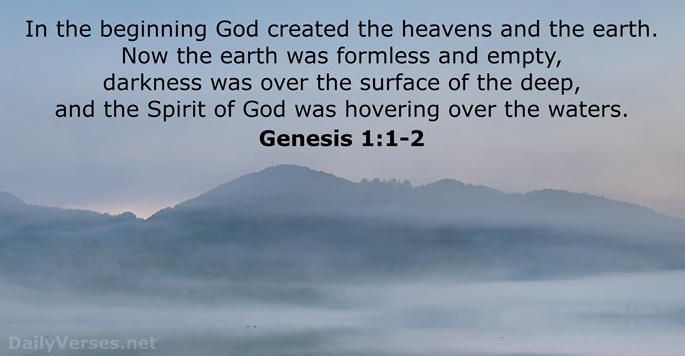 In the beginning God created the heavens and the earth.
Now the earth was formless and empty,
darkness was over the surface of the deep,
and the Spirit of God was hovering over the waters.
Genesis 1:1-2
DailyVerses.net